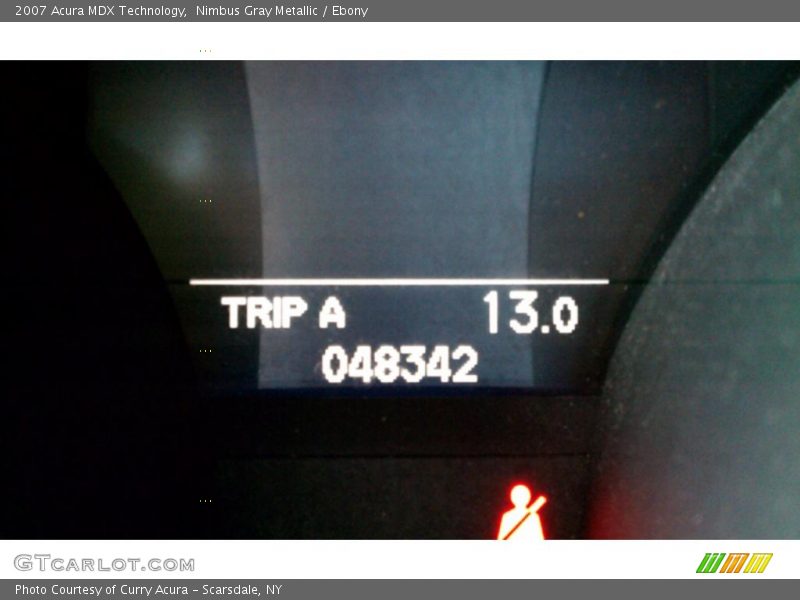 2007 Acura MDX Technology,  Nimbus Gray Metallic / Ebony
TRIP A 13.0
048342
GTCARLOT.COM
Photo Courtesy of Curry Acura - Scarsdale, NY